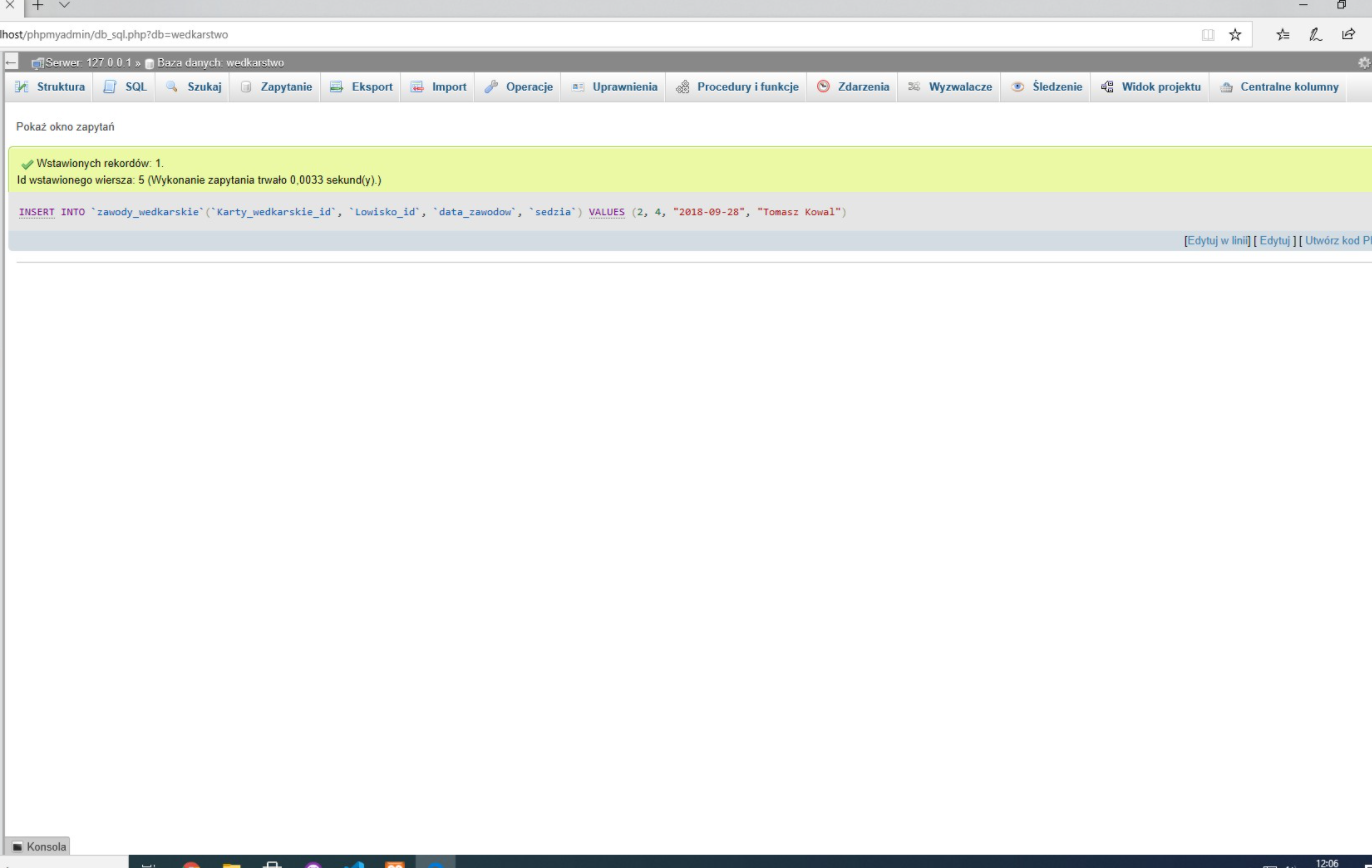 lhost/phpmyadmin/db_sql.php?db=wedkarstwo
Serwer: 127.0.0.1 » Baza danych: wedkarstwo
Struktura SQL Szukaj Zapytanie Eksport Import Operacje Uprawnienia Procedury i funkcje Zdarzenia Wyzwalacze Śledzenie Widok projektu Centralne kolumny
Pokaż okno zapytań
Wstawionych rekordów: 1.
Id wstawionego wiersza: 5 (Wykonanie zapytania trwało 0,0033 sekund(y).)
INSERT INTO `zawody_wedkarskie`(`Karty_wedkarskie_id`, `Lowisko_id`, `data_zawodow`, `sedzia`) VALUES (2, 4, "2018-09-28", "Tomasz Kowal")
[Edytuj w linii] [ Edytuj ] [ Utwórz kod
Konsola
12:06